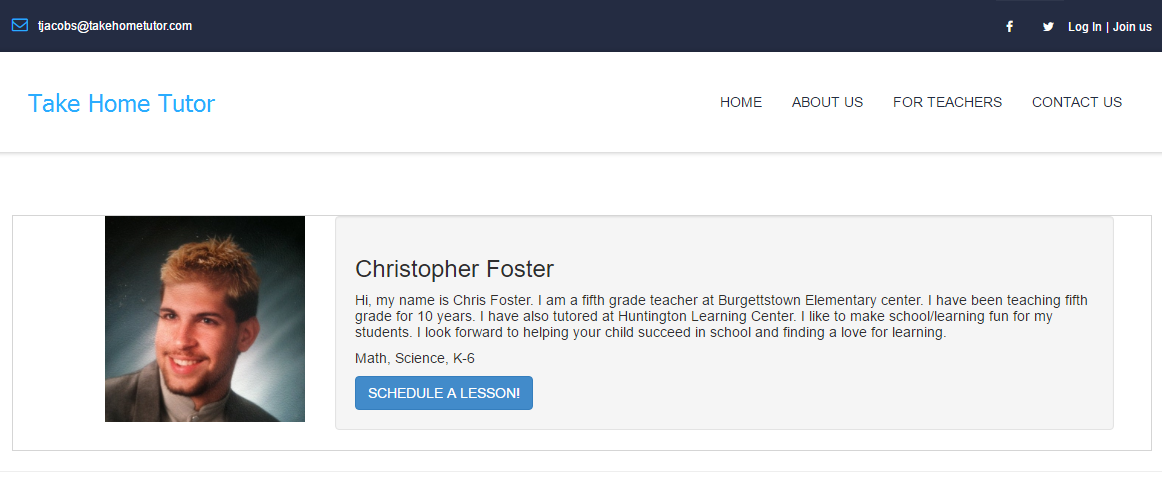 tjacobs@takehometutor.com
Log In | Join us
Take Home Tutor
HOME ABOUT US FOR TEACHERS CONTACT US
Christopher Foster
Hi, my name is Chris Foster. I am a fifth grade teacher at Burgettstown Elementary center. I have been teaching fifth
grade for 10 years. I have also tutored at Huntington Learning Center. I like to make school/learning fun for my
students. I look forward to helping your child succeed in school and finding a love for learning.
Math, Science, K-6
SCHEDULE A LESSON!